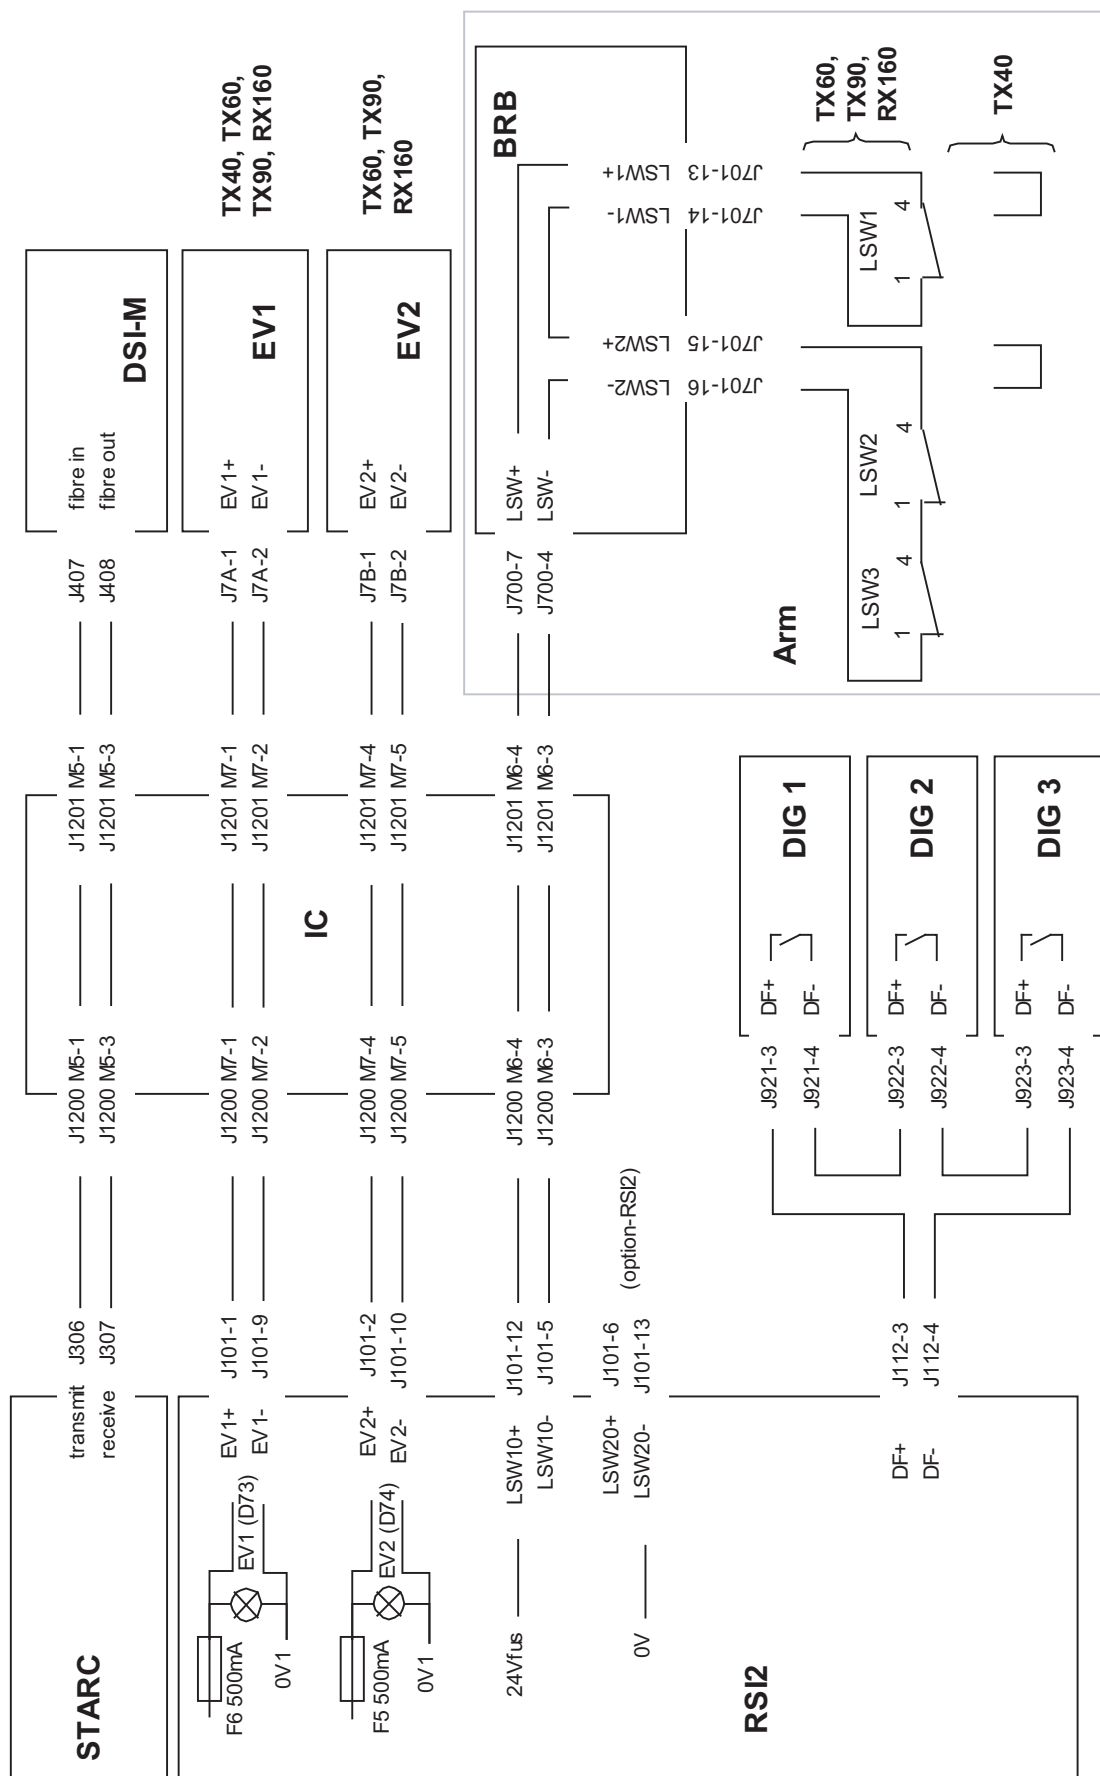 STARC
transmit J306 J1200 M5-1 J1201 M5-1 J407 fibre in
receive J307 J1200 M5-3 J1201 M5-3 J408 fibre out
DSI-M
F6 500mA
0V1
EV1 (D73)
EV1+ J101-1 J1200 M7-1 J1201 M7-1 J7A-1 EV1+
EV1- J101-9 J1200 M7-2 J1201 M7-2 J7A-2 EV1-
EV1
TX40, TX60,
TX90, RX160
IC
F5 500mA
0V1
EV2 (D74)
EV2+ J101-2 J1200 M7-4 J1201 M7-4 J7B-1 EV2+
EV2- J101-10 J1200 M7-5 J1201 M7-5 J7B-2 EV2-
EV2
TX60, TX90,
RX160
24Vfus LSW10+ J101-12 J1200 M6-4 J1201 M6-4 J700-7 LSW+
LSW10- J101-5 J1200 M6-3 J1201 M6-3 J700-4 LSW-
BRB
LSW20+ J101-6
0V LSW20- J101-13
(option-RSI2)
LSW2- LSW2+ LSW1- LSW1+
J701-16 J701-15 J701-14 J701-13
RSI2
Arm
TX60,
TX90,
RX160
LSW3 LSW2 LSW1
1 4 1 4 1 4
TX40
DF+ J112-3
DF- J112-4
J921-3 DF+
J921-4 DF-
DIG 1
J922-3 DF+
J922-4 DF-
DIG 2
J923-3 DF+
J923-4 DF-
DIG 3